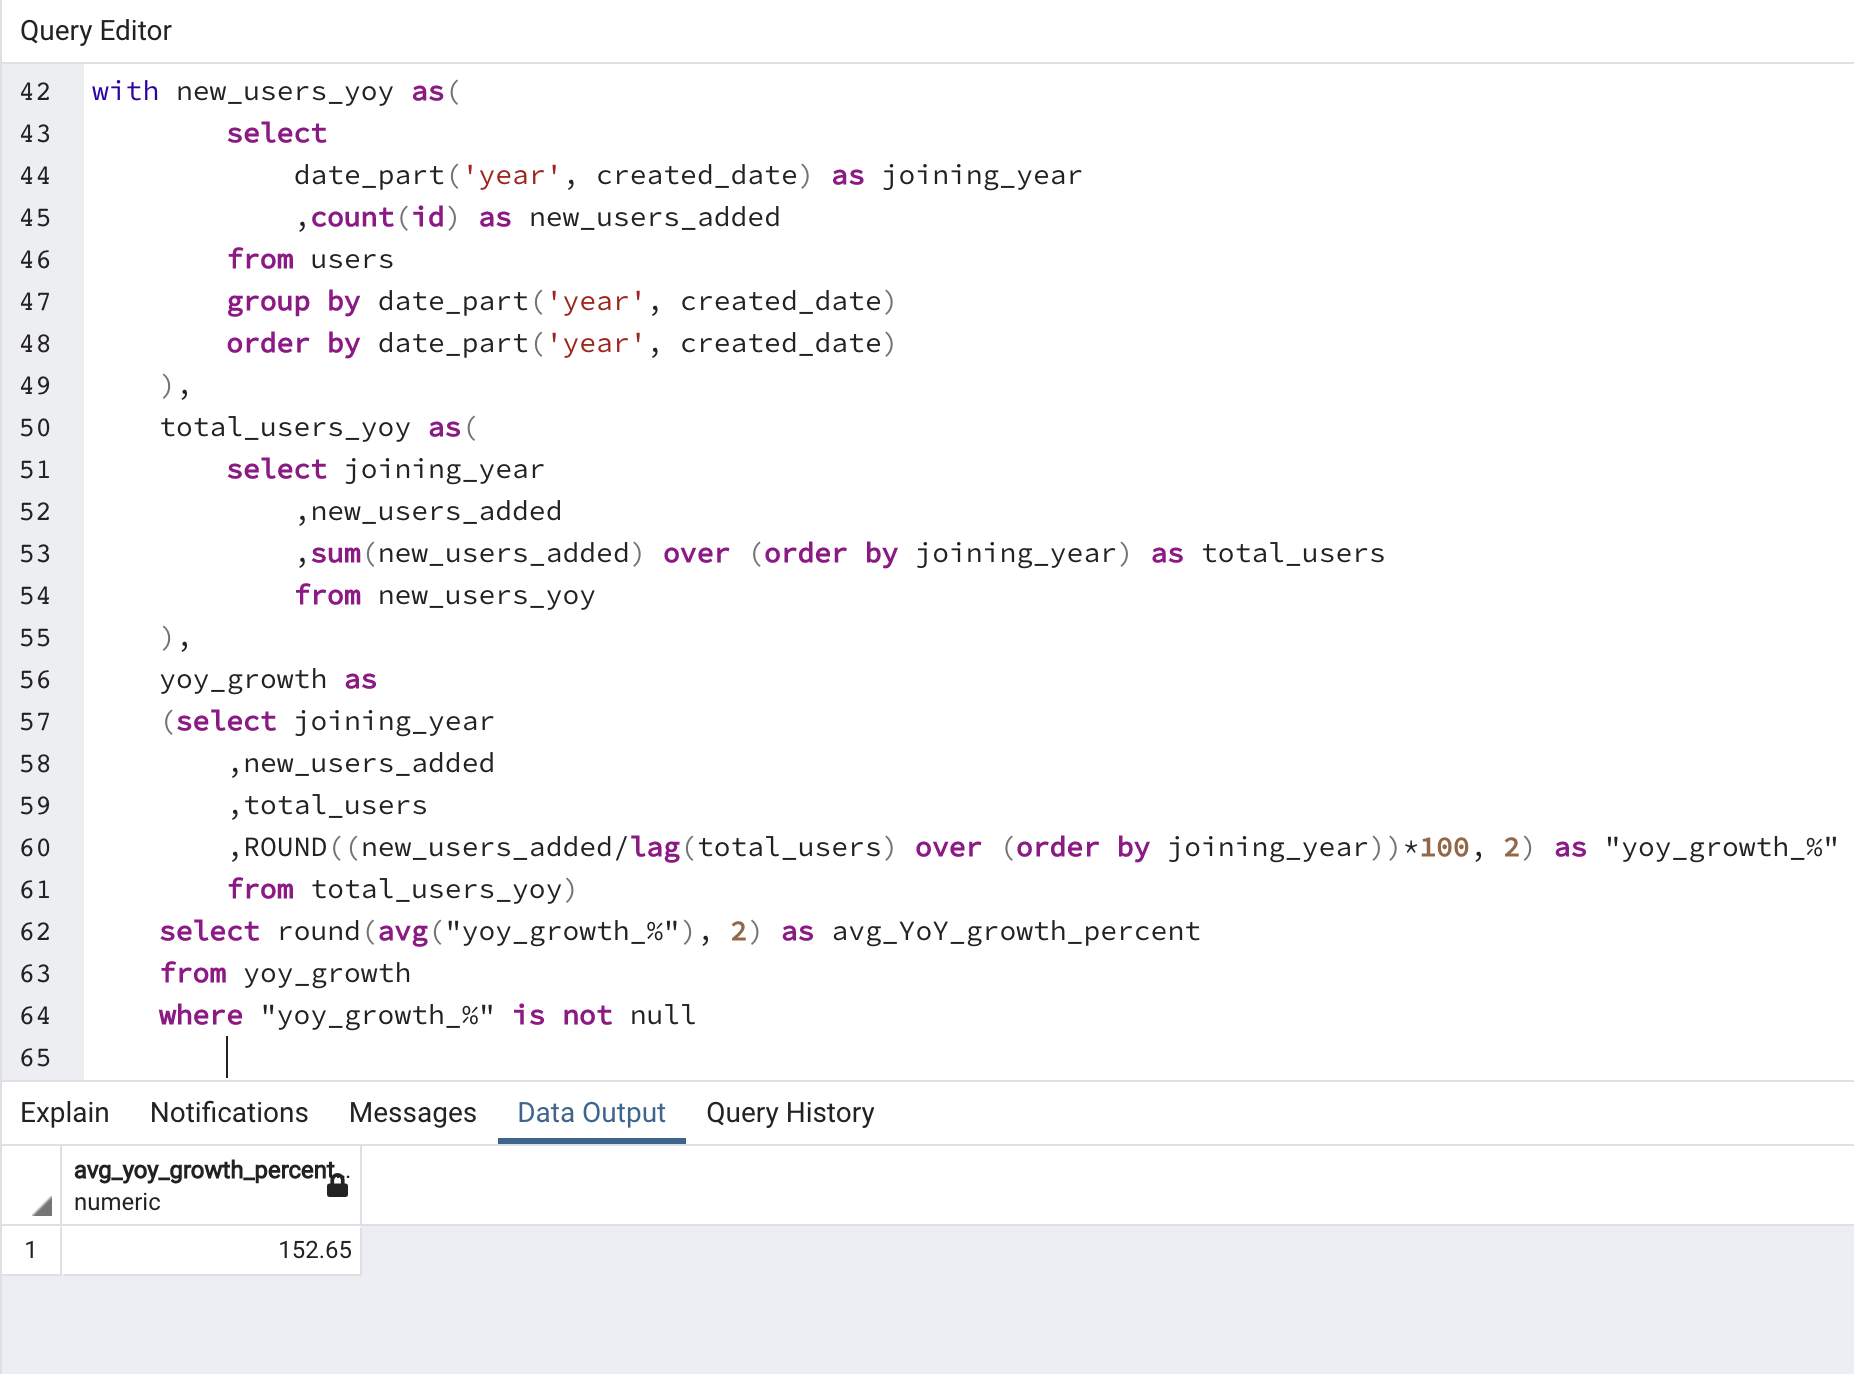 Query Editor
42 with new_users_yoy as(
43 select
44 date_part('year', created_date) as joining_year
45 ,count(id) as new_users_added
46 from users
47 group by date_part('year', created_date)
48 order by date_part('year', created_date)
49 ),
50 total_users_yoy as(
51 select joining_year
52 ,new_users_added
53 ,sum(new_users_added) over (order by joining_year) as total_users
54 from new_users_yoy
55 ),
56 yoy_growth as
57 (select joining_year
58 ,new_users_added
59 ,total_users
60 ,ROUND((new_users_added/lag(total_users) over (order by joining_year))*100, 2) as "yoy_growth_%"
61 from total_users_yoy)
62 select round(avg("yoy_growth_%"), 2) as avg_YoY_growth_percent
63 from yoy_growth
64 where "yoy_growth_%" is not null
65
Explain Notifications Messages Data Output Query History
avg_yoy_growth_percent..
numeric
1 152.65